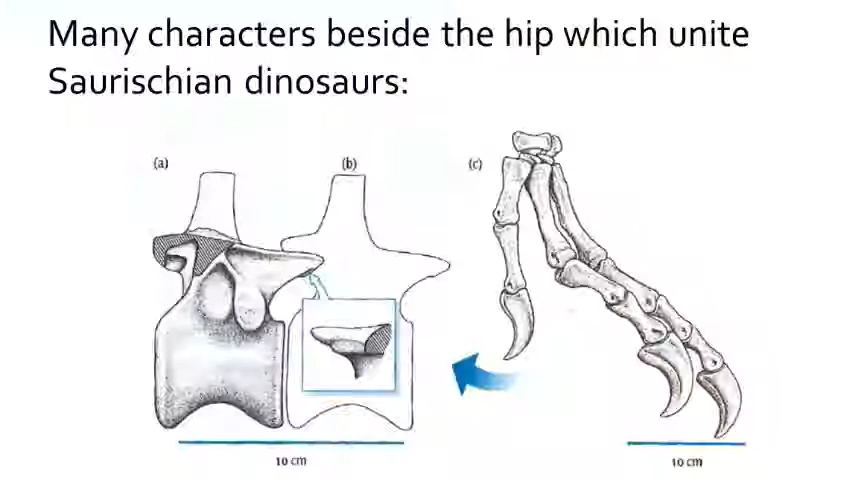 Many characters beside the hip which unite
Saurischian dinosaurs:
(a) (b) (c)
10 cm 10 cm